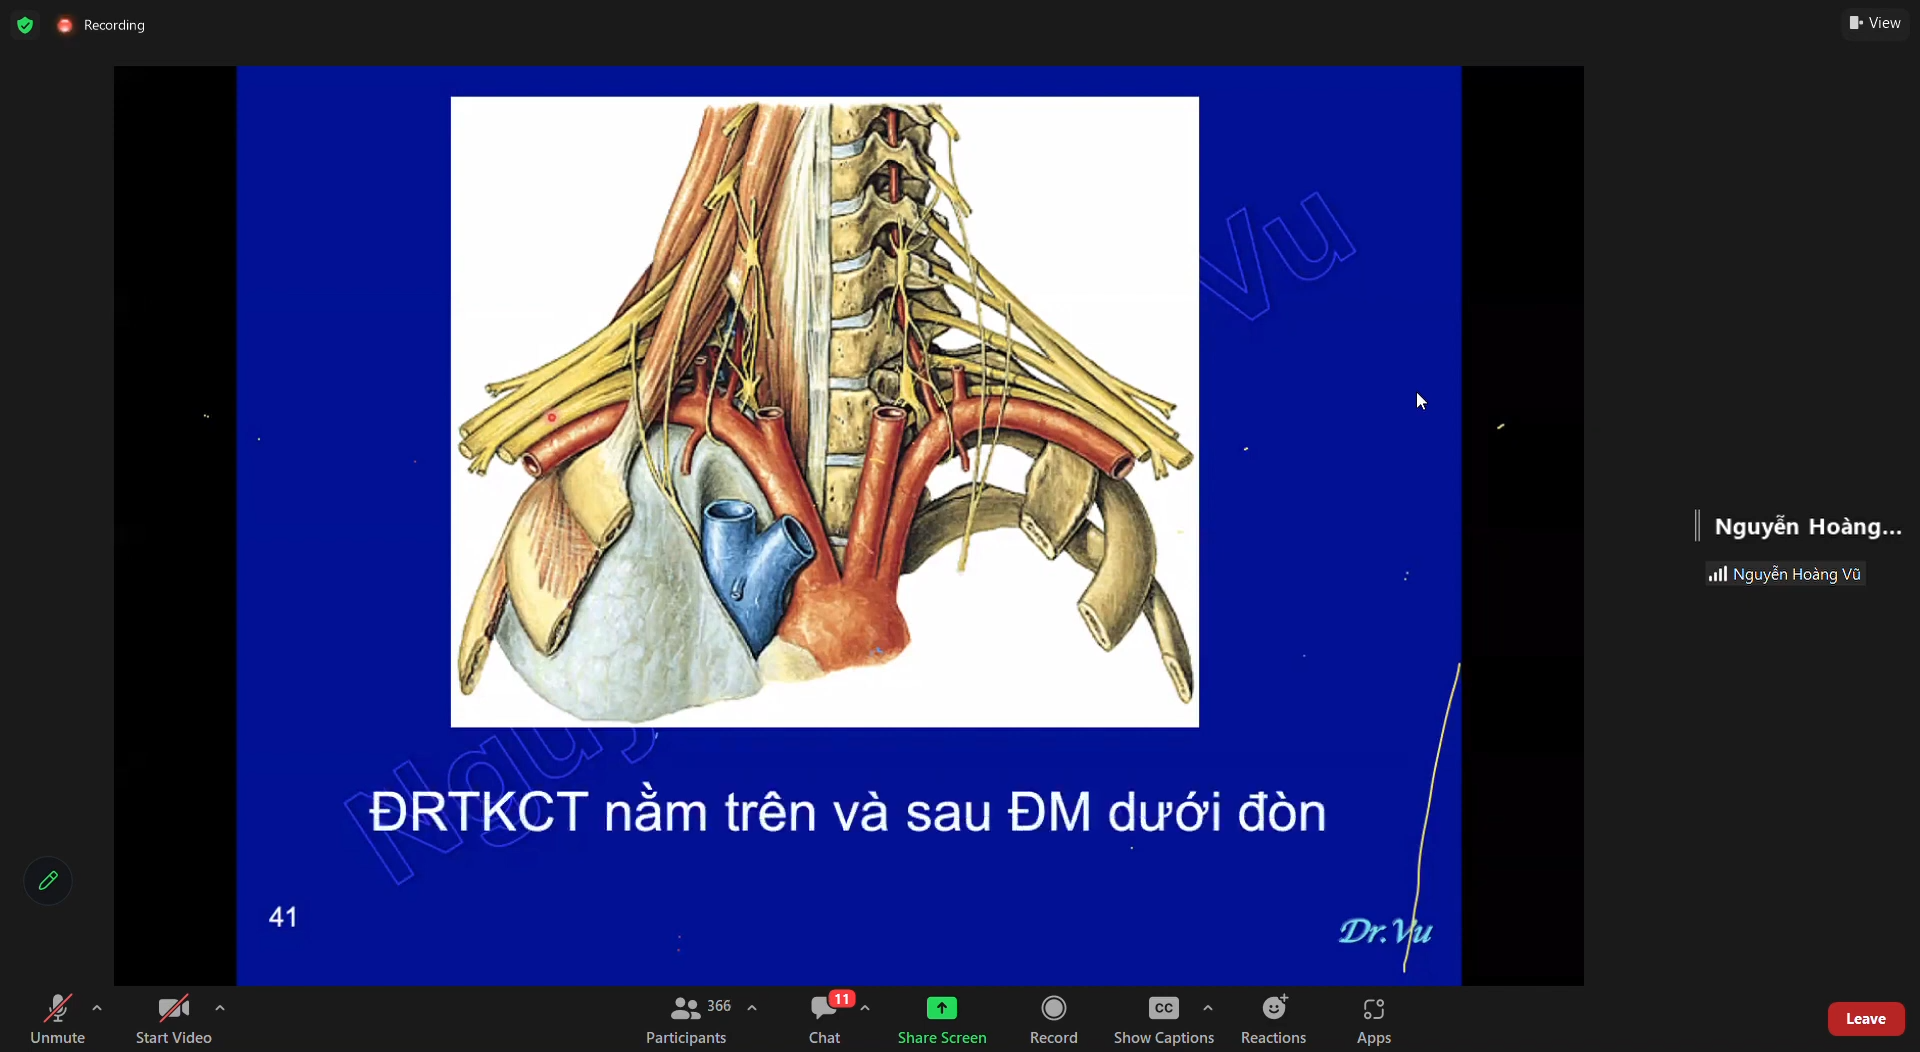 Recording
View
Vu
Nguy
ĐRTKCT nằm trên và sau ĐM dưới đòn
41
Dr.Vu
Nguyễn Hoàng...
Nguyễn Hoàng Vũ
Unmute
Start Video
366
Participants
11
Chat
Share Screen
Record
CC
Show Captions
Reactions
Apps
Leave